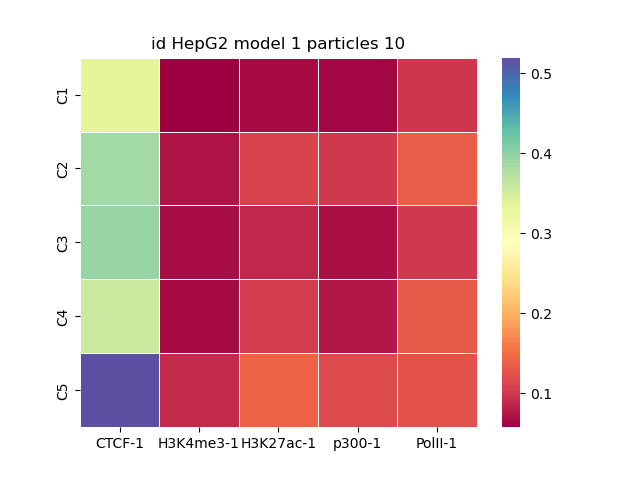 id HepG2 model 1 particles 10
C1
C2
C3
C4
C5
CTCF-1 H3K4me3-1 H3K27ac-1 p300-1 PolII-1
0.5
0.4
0.3
0.2
0.1